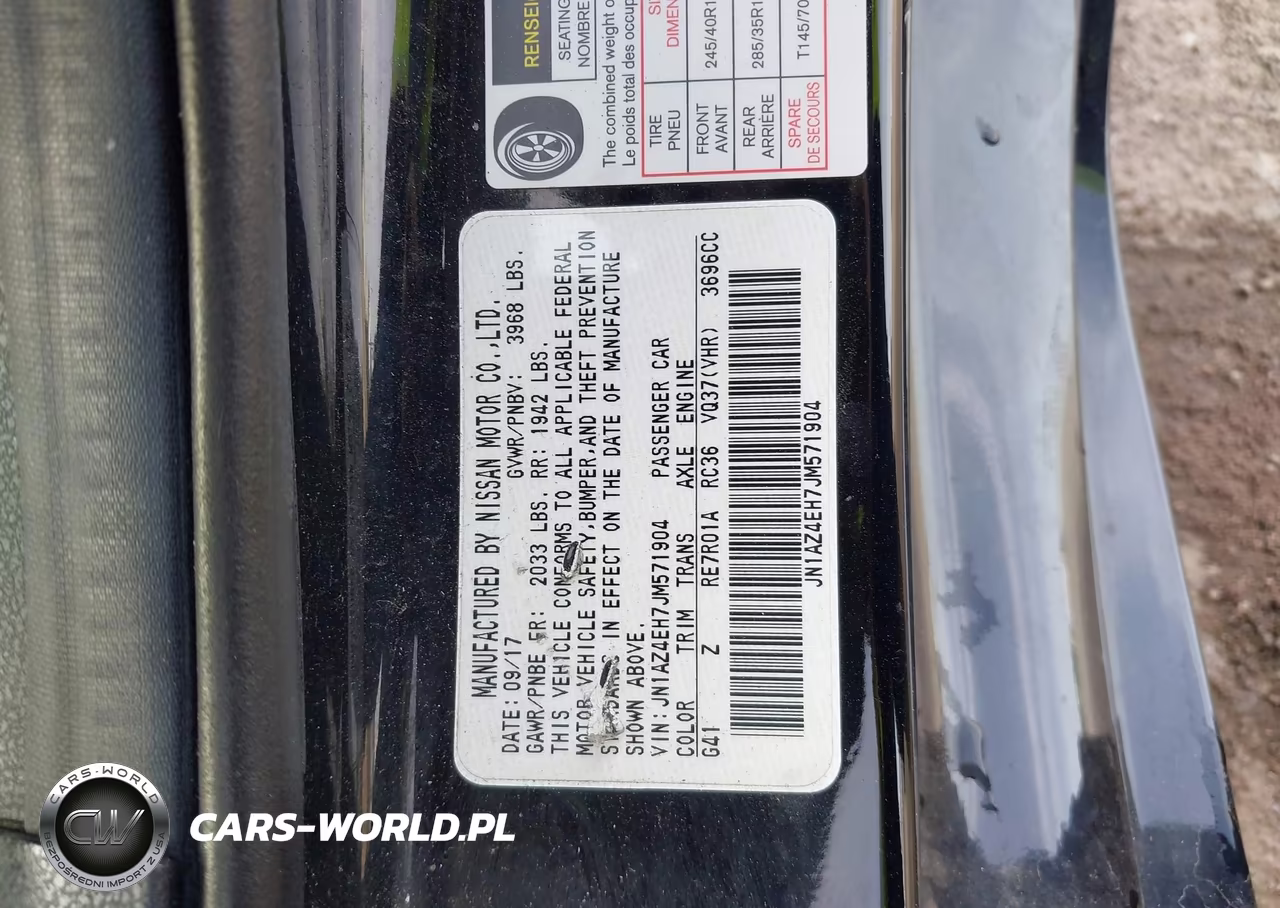 MANUFACTURED BY NISSAN MOTOR CO.,LTD.
DATE: 09/17 GVWR/PNBV: 3968 LBS.
GAWR/PNBE FR: 2033 LBS. RR: 1942 LBS.
THIS VEHICLE CONFORMS TO ALL APPLICABLE FEDERAL
MOTOR VEHICLE SAFETY,BUMPER,AND THEFT PREVENTION
IN EFFECT ON THE DATE OF MANUFACTURE
SHOWN ABOVE.
VIN:JN1AZ4EH7JM571904 PASSENGER CAR
COLOR TRIM TRANS AXLE ENGINE
G41 Z RE7R01A RC36 VQ37(VHR) 3696CC
JN1AZ4EH7JM571904
SEATING
NOMBRE
The combined weight
Le poids total des
TIRE
PNEU
FRONT
AVANT
245/40R1
REAR
ARRIÈRE
285/35R1
SPARE
DE SECOURS
T145/70
CARS-WORLD
CW
BEZPOŚREDNI IMPORT Z USA
CARS-WORLD.PL